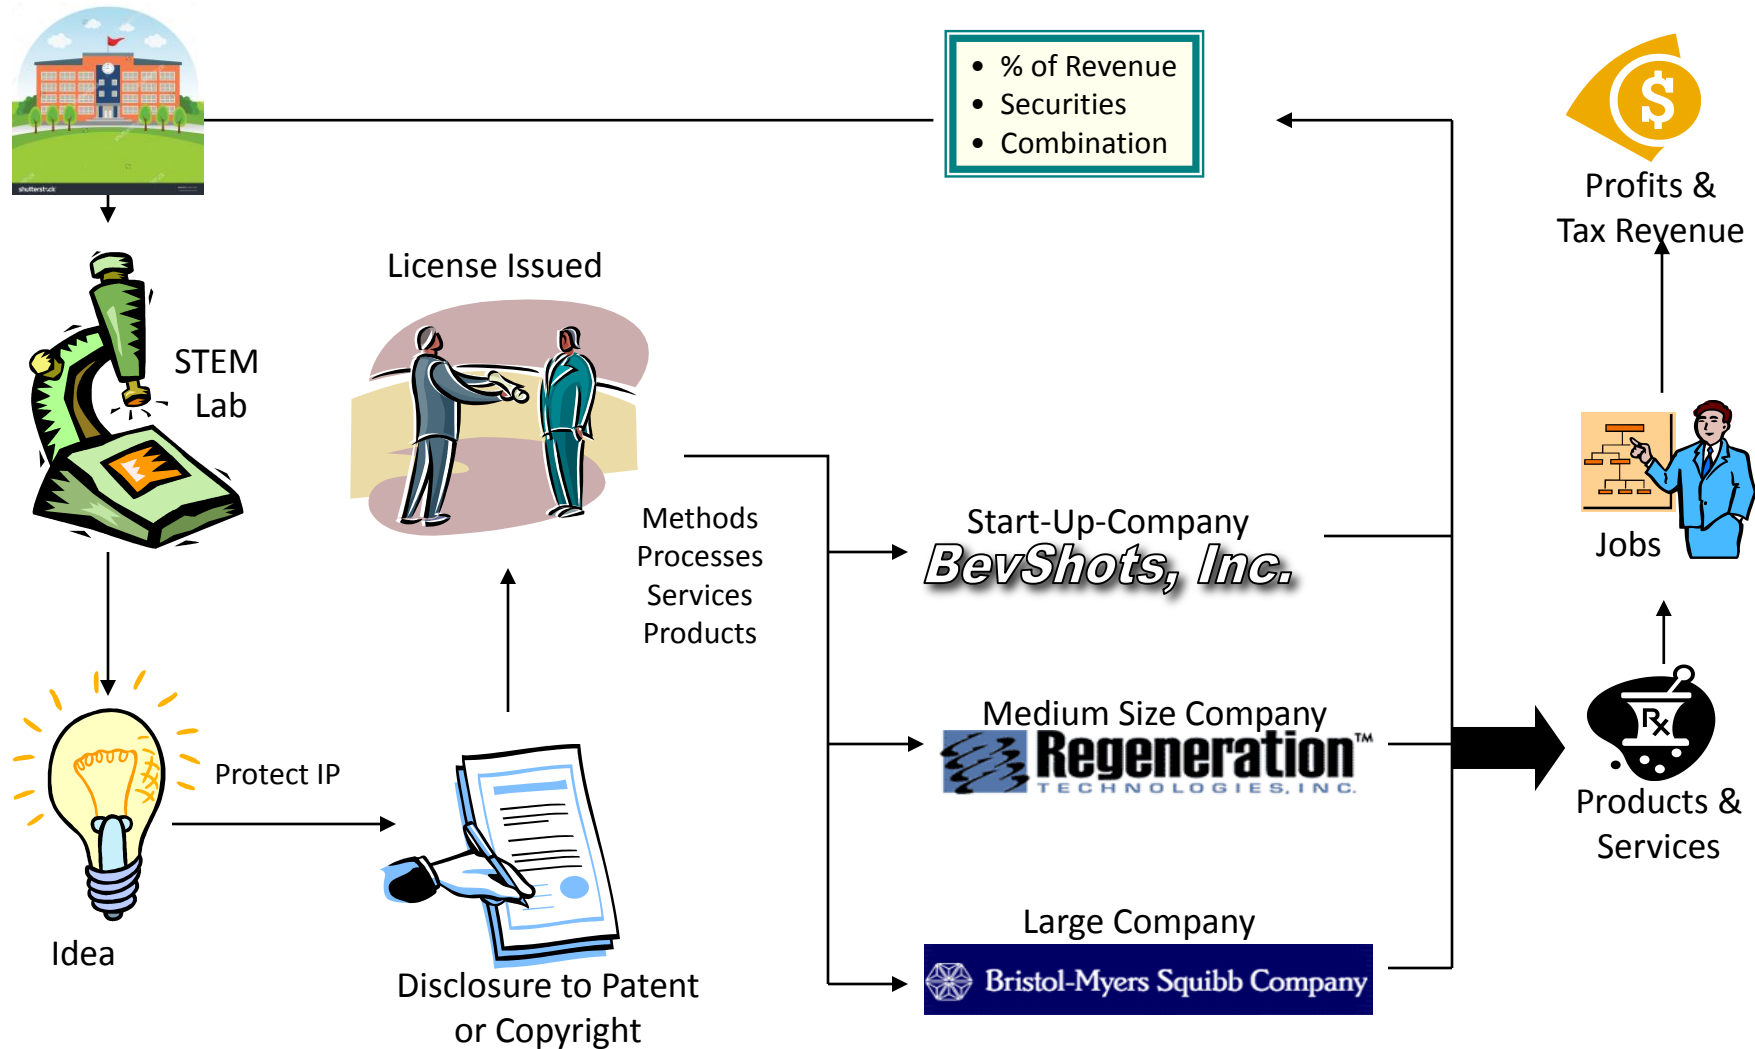 shutterstock
• % of Revenue
• Securities
• Combination
$
Profits &
Tax Revenue
License Issued
STEM
Lab
Methods
Processes
Services
Products
Start-Up-Company
BevShots, Inc.
Jobs
Medium Size Company
Regeneration™
TECHNOLOGIES, INC.
Rx
Products &
Services
Protect IP
Idea
Large Company
Bristol-Myers Squibb Company
Disclosure to Patent
or Copyright